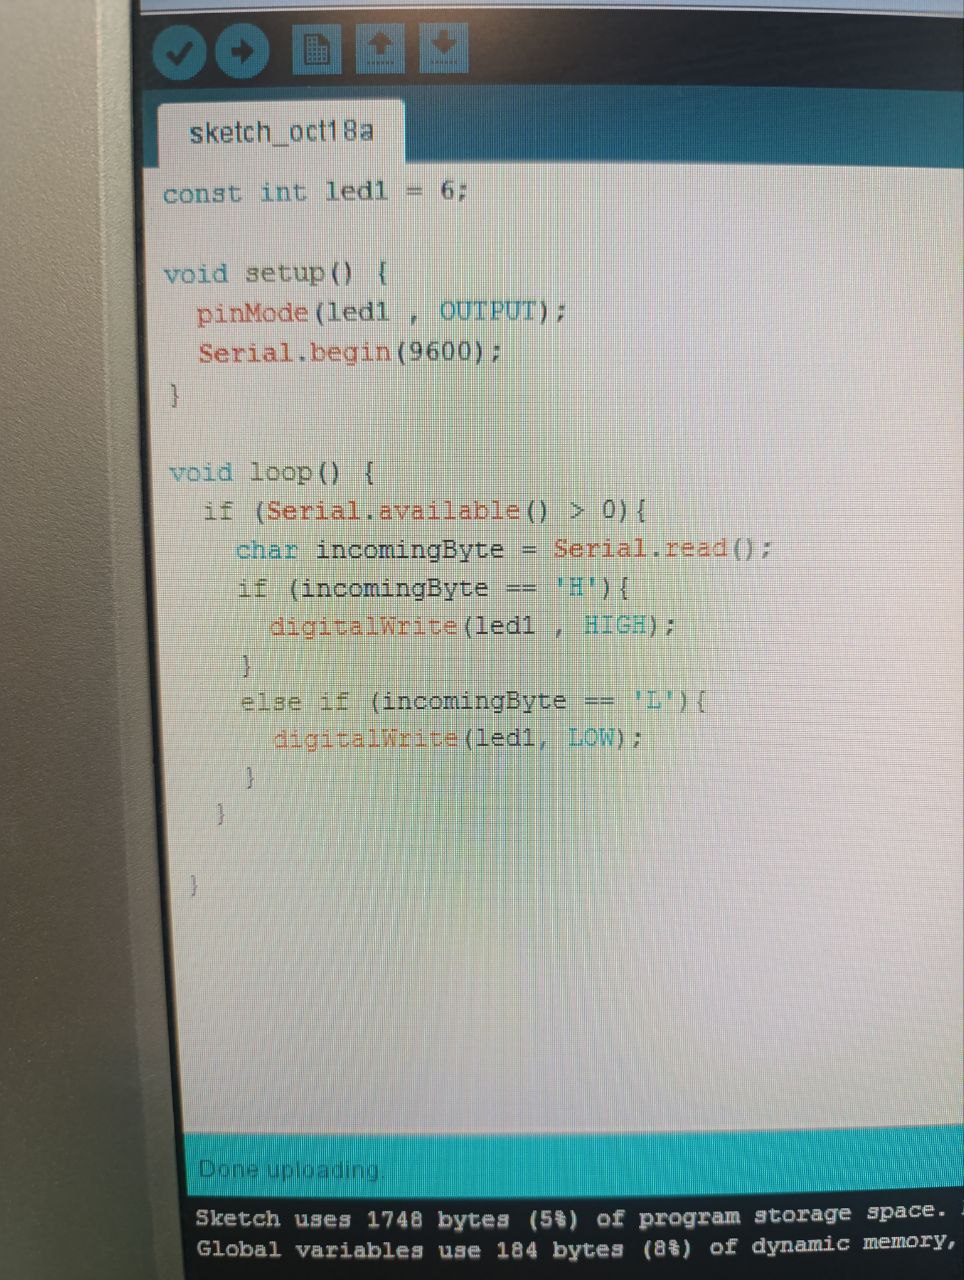 sketch_oct18a
const int led1 = 6;
void setup() {
pinMode(led1 , OUTPUT);
Serial.begin(9600);
}
void loop() {
if (Serial.available() > 0){
char incomingByte = Serial.read();
if (incomingByte == 'H'){
digitalWrite(led1 , HIGH);
}
else if (incomingByte == 'L'){
digitalWrite(led1, LOW);
}
}
}
Done uploading.
Sketch uses 1748 bytes (5%) of program storage space.
Global variables use 184 bytes (8%) of dynamic memory,